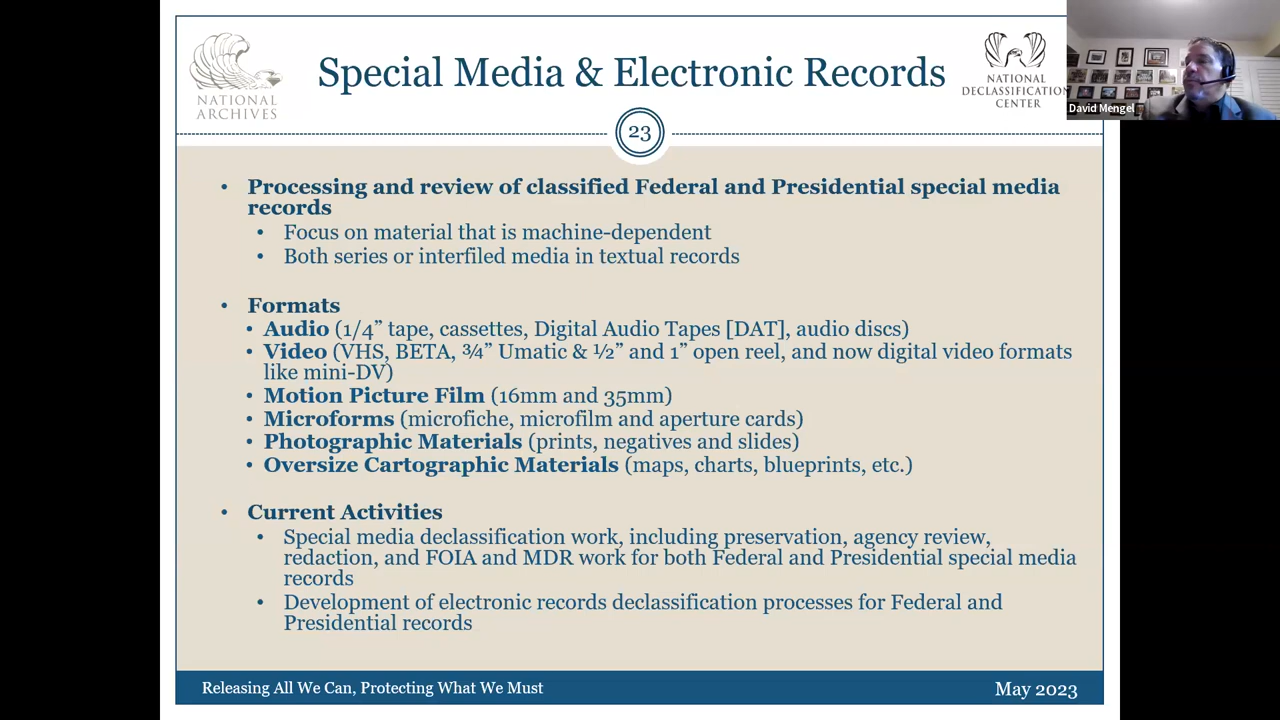 Special Media & Electronic Records
NATIONAL
ARCHIVES
NATIONAL
DECLASSIFICATION
CENTER
David Mengel
23
• Processing and review of classified Federal and Presidential special media
records
• Focus on material that is machine-dependent
• Both series or interfiled media in textual records
• Formats
• Audio (1/4” tape, cassettes, Digital Audio Tapes [DAT], audio discs)
• Video (VHS, BETA, ¾” Umatic & ½” and 1” open reel, and now digital video formats
like mini-DV)
• Motion Picture Film (16mm and 35mm)
• Microforms (microfiche, microfilm and aperture cards)
• Photographic Materials (prints, negatives and slides)
• Oversize Cartographic Materials (maps, charts, blueprints, etc.)
• Current Activities
• Special media declassification work, including preservation, agency review,
redaction, and FOIA and MDR work for both Federal and Presidential special media
records
• Development of electronic records declassification processes for Federal and
Presidential records
Releasing All We Can, Protecting What We Must
May 2023